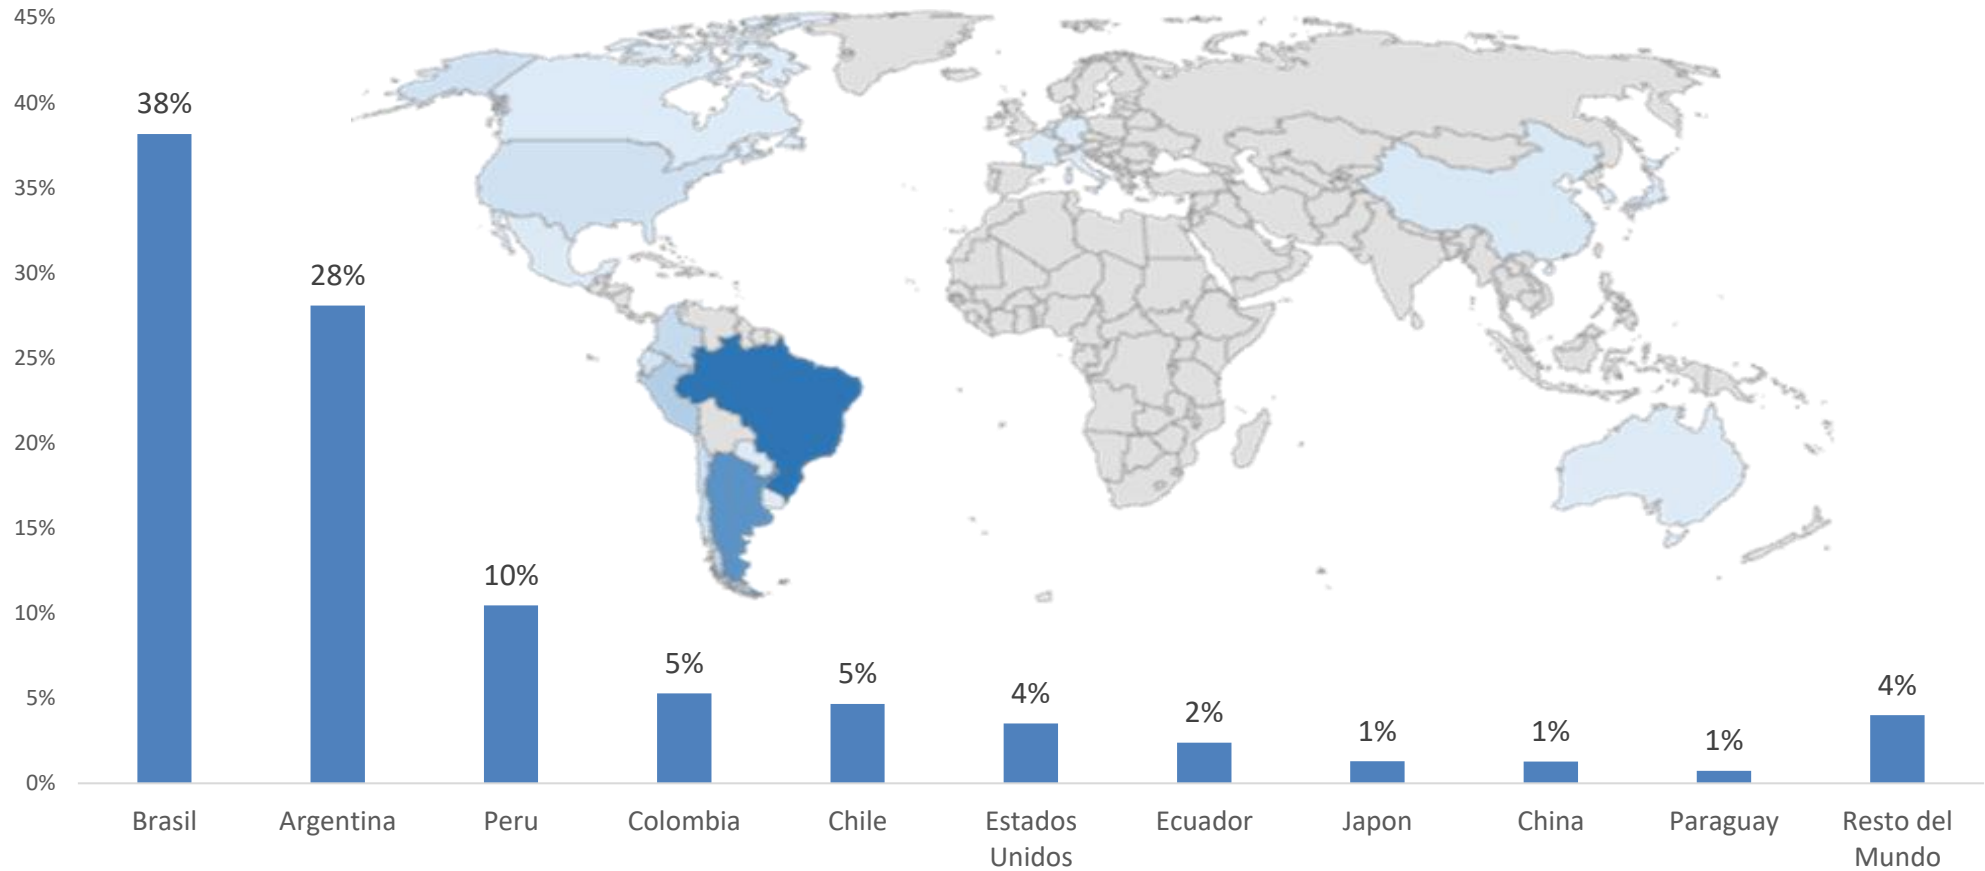 45%
40%
35%
30%
25%
20%
15%
10%
5%
0%
38%
28%
10%
5%
5%
4%
2%
1%
1%
1%
4%
Brasil
Argentina
Peru
Colombia
Chile
Estados
Unidos
Ecuador
Japon
China
Paraguay
Resto del
Mundo